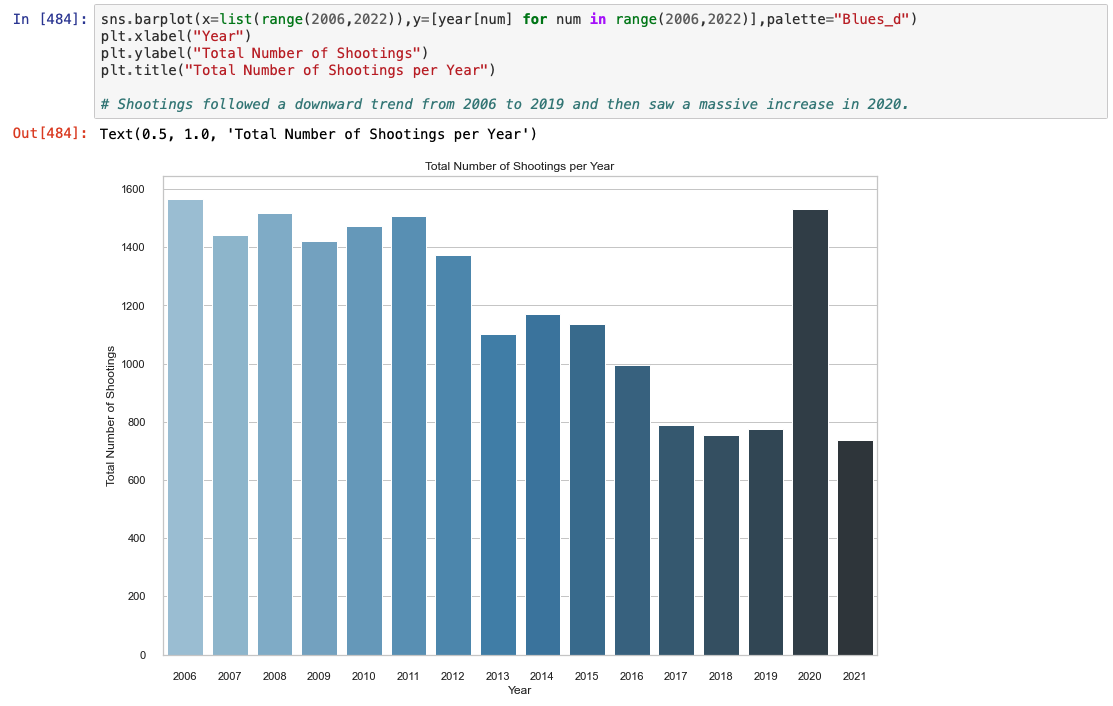 In [484]: sns.barplot(x=list(range(2006,2022)),y=[year[num] for num in range(2006,2022)],palette="Blues_d")
plt.xlabel("Year")
plt.ylabel("Total Number of Shootings")
plt.title("Total Number of Shootings per Year")
# Shootings followed a downward trend from 2006 to 2019 and then saw a massive increase in 2020.
Out[484]: Text(0.5, 1.0, 'Total Number of Shootings per Year')
Total Number of Shootings per Year
1600
1400
1200
1000
800
600
400
200
0
Total Number of Shootings
2006 2007 2008 2009 2010 2011 2012 2013 2014 2015 2016 2017 2018 2019 2020 2021
Year